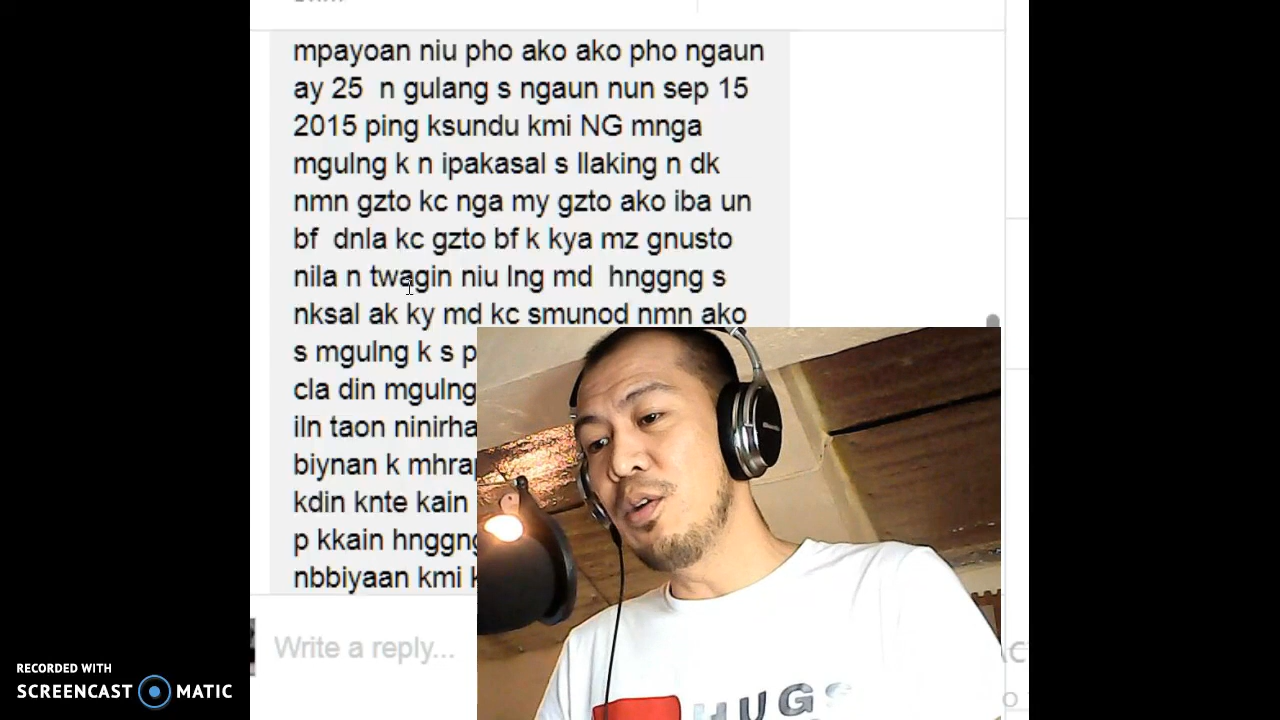 mpayoan niu pho ako ako pho ngaun
ay 25 n gulang s ngaun nun sep 15
2015 ping ksundu kmi NG mnga
mgulng k n ipakasal s llaking n dk
nmn gzto kc nga my gzto ako iba un
bf dnla kc gzto bf k kya mz gnusto
nila n twagin niu lng md hnggng s
nksal ak ky md kc smunod nmn ako
s mgulng k s p
cla din mgulng
iln taon ninirha
biynan k mhra
kdin knte kain
p kkain hnggng
nbbiyaan kmi k
Write a reply...
HUGS
RECORDED WITH
SCREENCAST MATIC